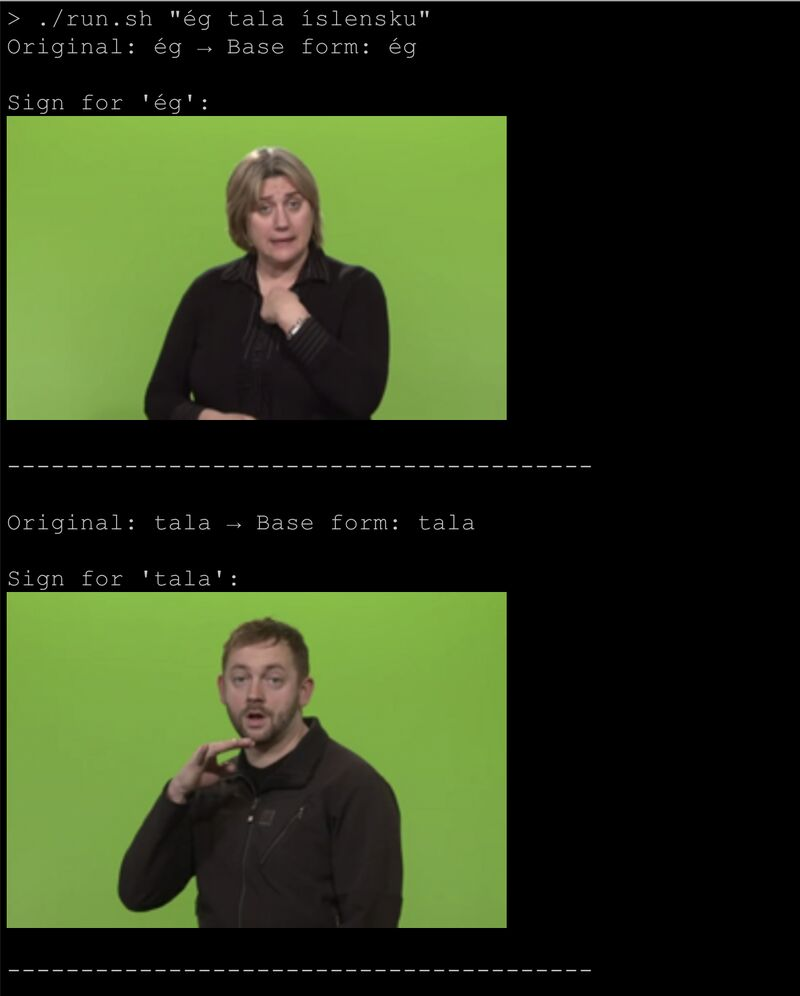 > ./run.sh "ég tala íslensku"
Original: ég → Base form: ég
Sign for 'ég':
----------------------------------------
Original: tala → Base form: tala
Sign for 'tala':
----------------------------------------